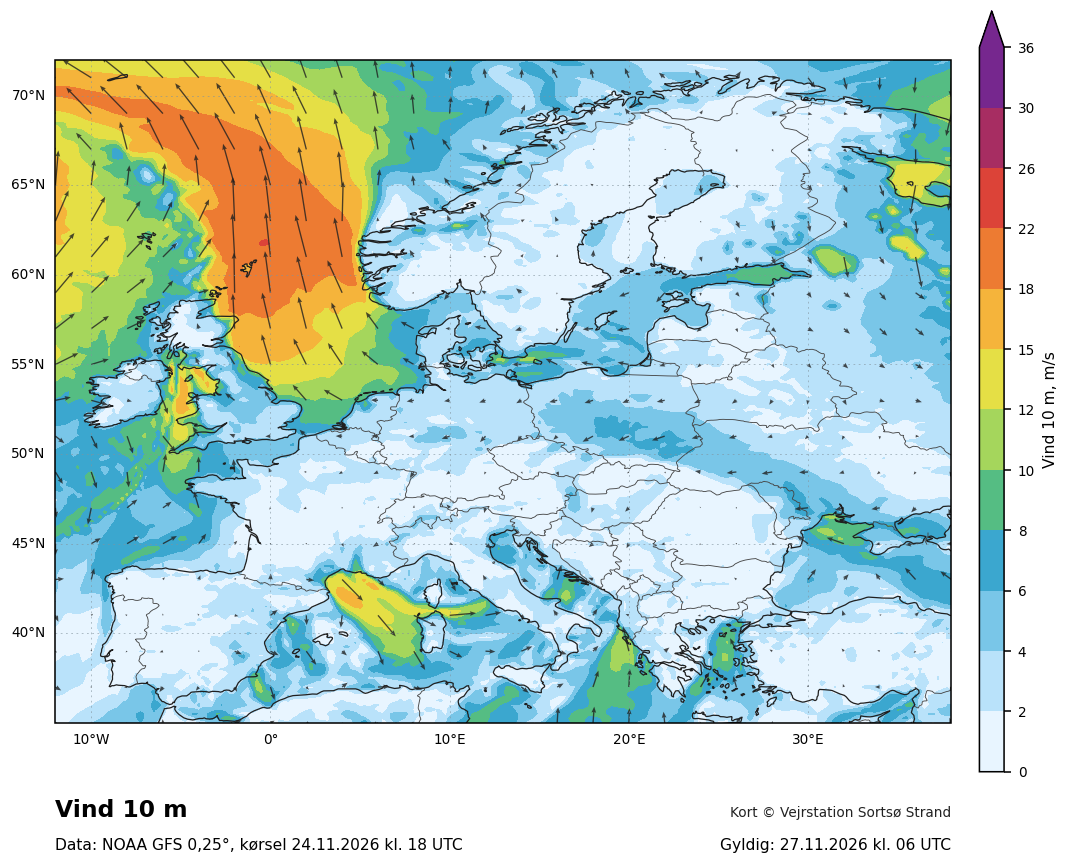 36
30
26
22
18
15
12
10
8
6
4
2
0
Vind 10 m, m/s
70°N
65°N
60°N
55°N
50°N
45°N
40°N
10°W
0°
10°E
20°E
30°E
Vind 10 m
Kort © Vejrstation Sortsø Strand
Data: NOAA GFS 0,25°, kørsel 24.11.2026 kl. 18 UTC
Gyldig: 27.11.2026 kl. 06 UTC